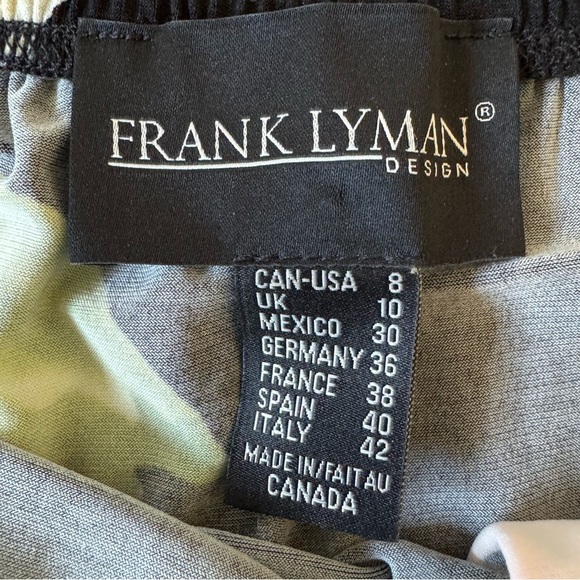 FRANK LYMAN®
DESIGN
CAN-USA 8
UK 10
MEXICO 30
GERMANY 36
FRANCE 38
SPAIN 40
ITALY 42
MADE IN/FAIT AU
CANADA